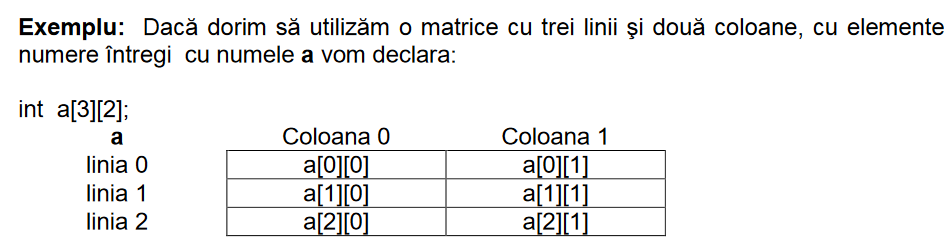 Exemplu: Dacă dorim să utilizăm o matrice cu trei linii şi două coloane, cu elemente
numere întregi cu numele a vom declara:
int a[3][2];
a Coloana 0 Coloana 1
linia 0 a[0][0] a[0][1]
linia 1 a[1][0] a[1][1]
linia 2 a[2][0] a[2][1]